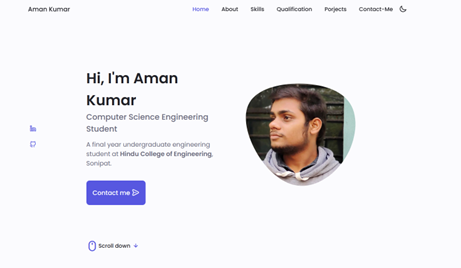 Aman Kumar
Home About Skills Qualification Porjects Contact-Me
Hi, I'm Aman
Kumar
Computer Science Engineering
Student
A final year undergraduate engineering
student at Hindu College of Engineering,
Sonipat.
Contact me
Scroll down